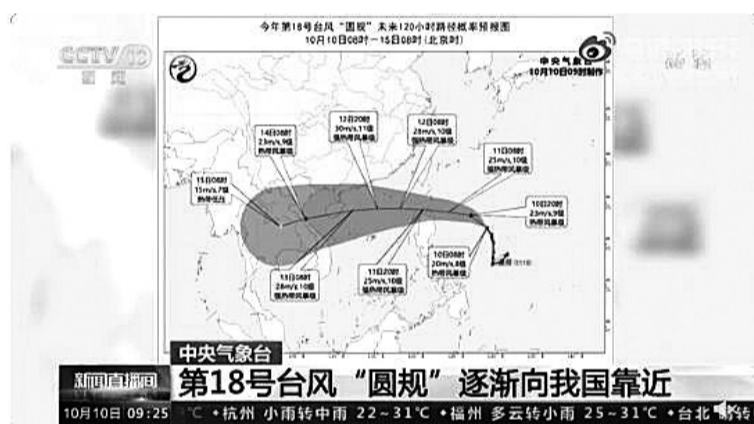 今年第18号台风“圆规”未来120小时路径概率预报图
10月10日08时－15日08时(北京时)
CCTV 13
新闻
中央气象台
10月10日09时制作
12日20时
30m/s,11级
强热带风暴级
12日08时
28m/s,10级
强热带风暴级
14日08时
23m/s,9级
热带风暴级
11日08时
25m/s,10级
强热带风暴级
15日08时
15m/s,7级
热带低压
10日20时
23m/s,9级
热带风暴级
10日08时
20m/s,8级
热带风暴级
13日08时
28m/s,10级
强热带风暴级
11日20时
25m/s,10级
强热带风暴级
中央气象台
新闻直播间
第18号台风“圆规”逐渐向我国靠近
10月10日 09:25
℃ 杭州 小雨转中雨 22～31℃ 福州 多云转小雨 25～31℃ 台北